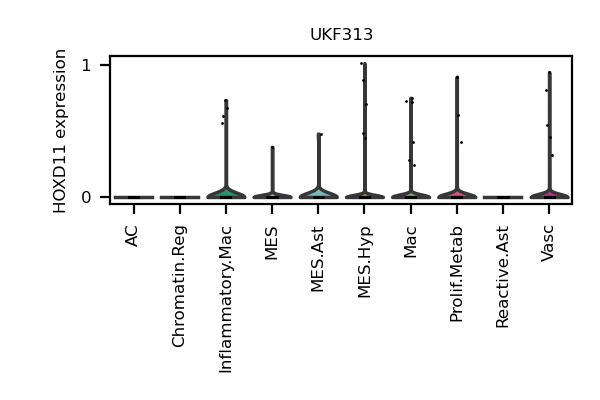 UKF313
HOXD11 expression
1
0
AC
Chromatin.Reg
Inflammatory.Mac
MES
MES.Ast
MES.Hyp
Mac
Prolif.Metab
Reactive.Ast
Vasc